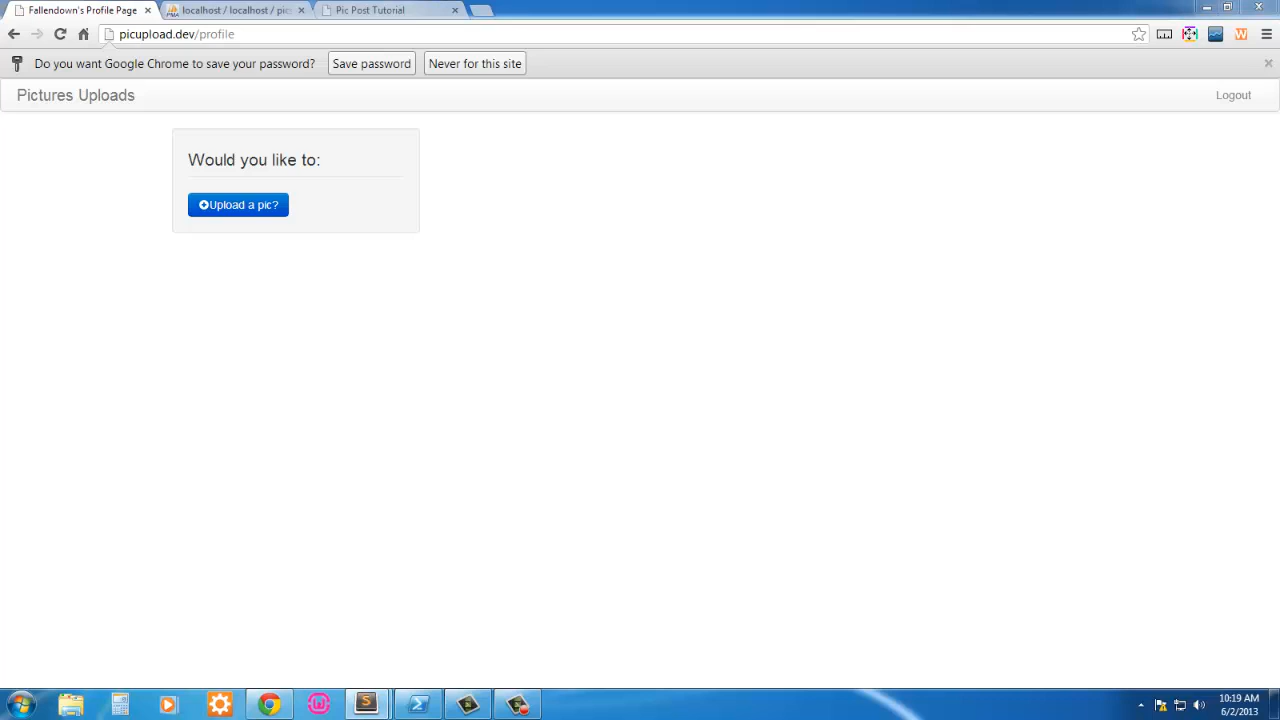 Fallendown's Profile Page
localhost / localhost / pic
Pic Post Tutorial
picupload.dev/profile
W
Do you want Google Chrome to save your password?
Save password
Never for this site
Pictures Uploads
Logout
Would you like to:
Upload a pic?
10:19 AM
6/2/2013